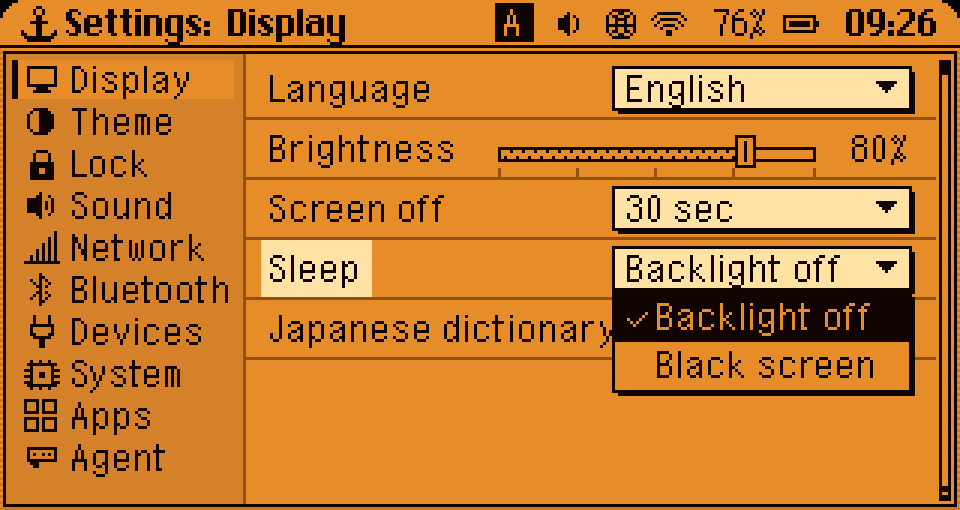 Settings: Display
A
76%
09:26
Display
Theme
Lock
Sound
Network
Bluetooth
Devices
System
Apps
Agent
Language
English
Brightness
80%
Screen off
30 sec
Sleep
Backlight off
Backlight off
Black screen
Japanese dictionary